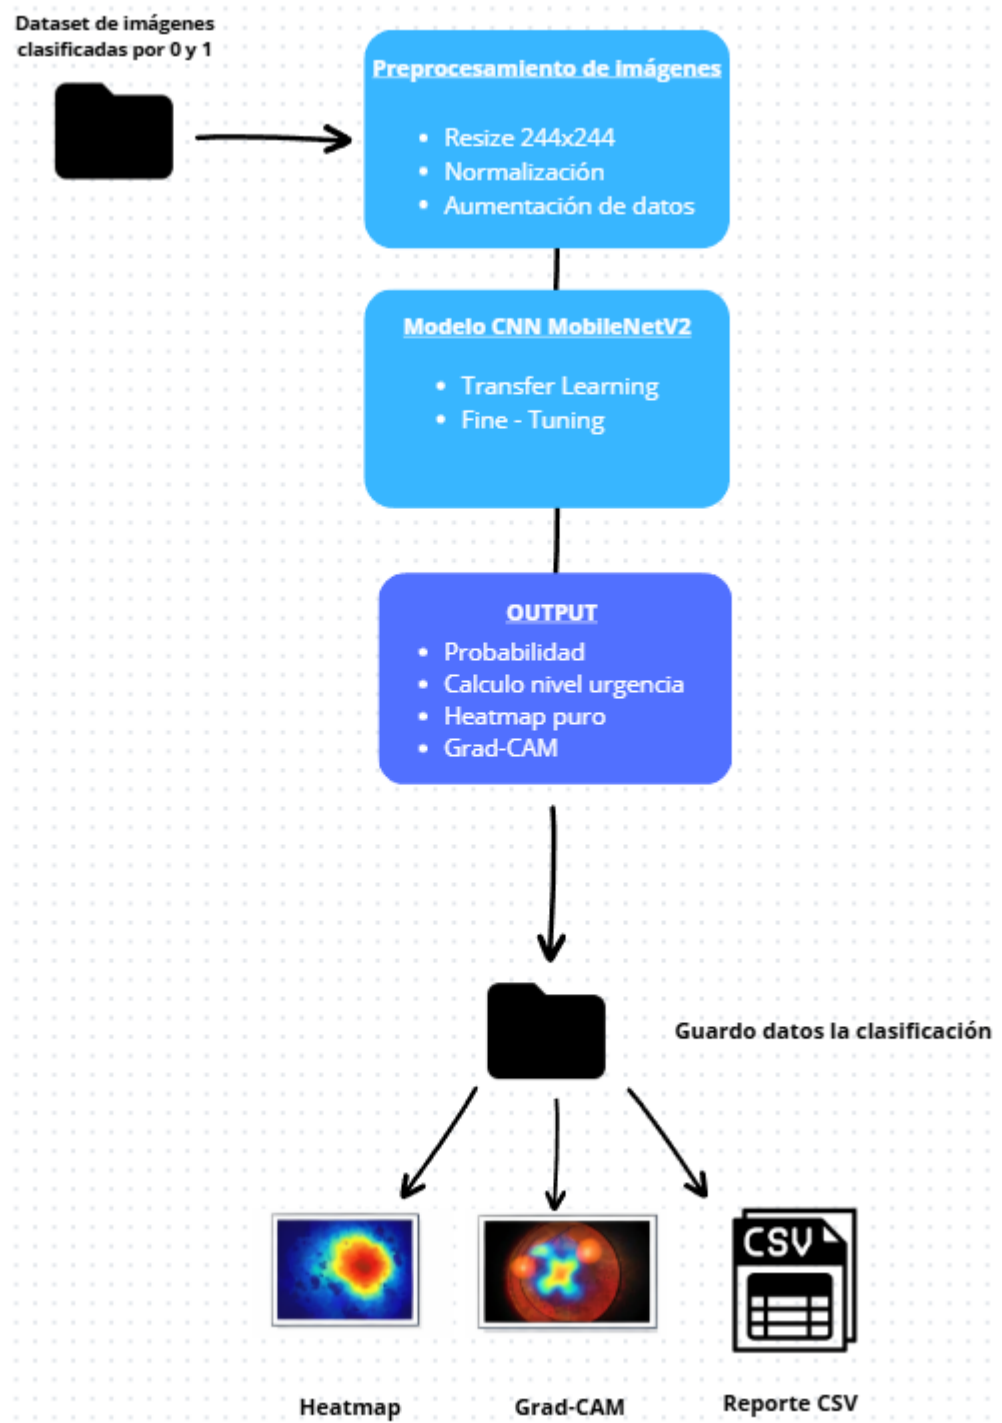 Dataset de imágenes
clasificadas por 0 y 1
Preprocesamiento de imágenes
Resize 244x244
Normalización
Aumentación de datos
Modelo CNN MobileNetV2
Transfer Learning
Fine - Tuning
OUTPUT
Probabilidad
Calculo nivel urgencia
Heatmap puro
Grad-CAM
Guardo datos la clasificación
CSV
Heatmap
Grad-CAM
Reporte CSV